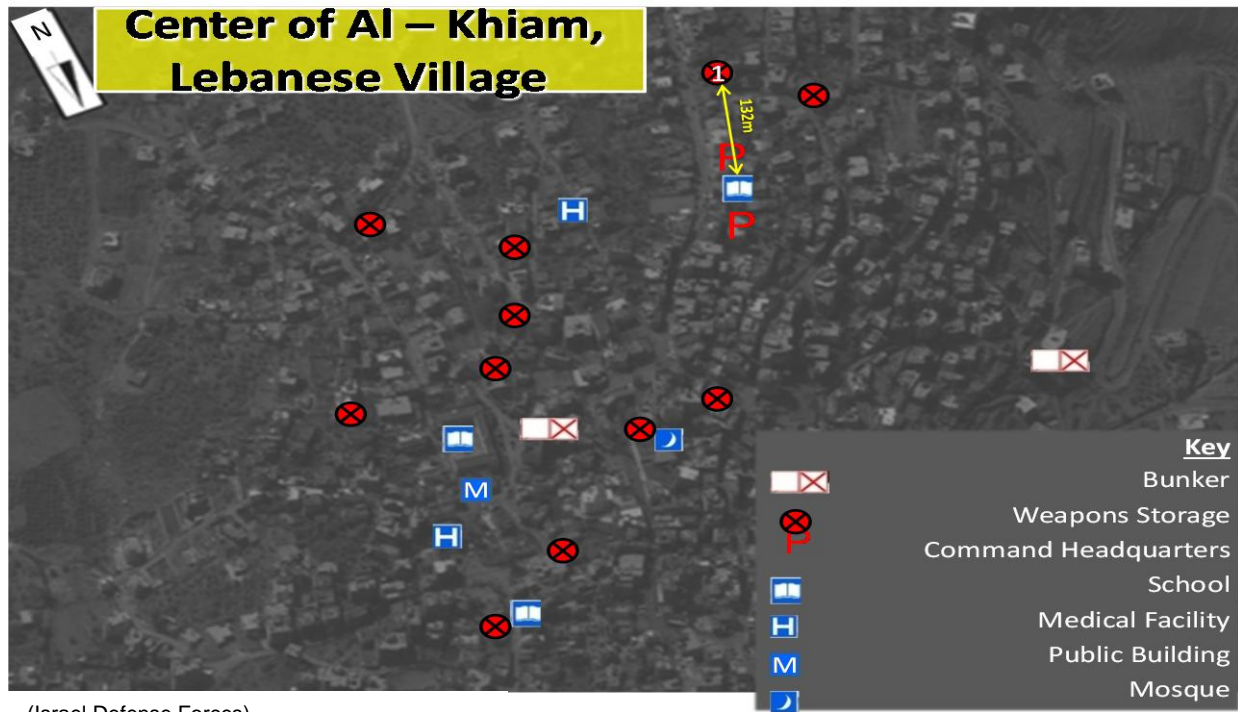 N
Center of Al – Khiam,
Lebanese Village
1
132m
P
H
P
M
H
Key
Bunker
Weapons Storage
P
Command Headquarters
School
H
Medical Facility
M
Public Building
Mosque
(Israel Defense Forces)